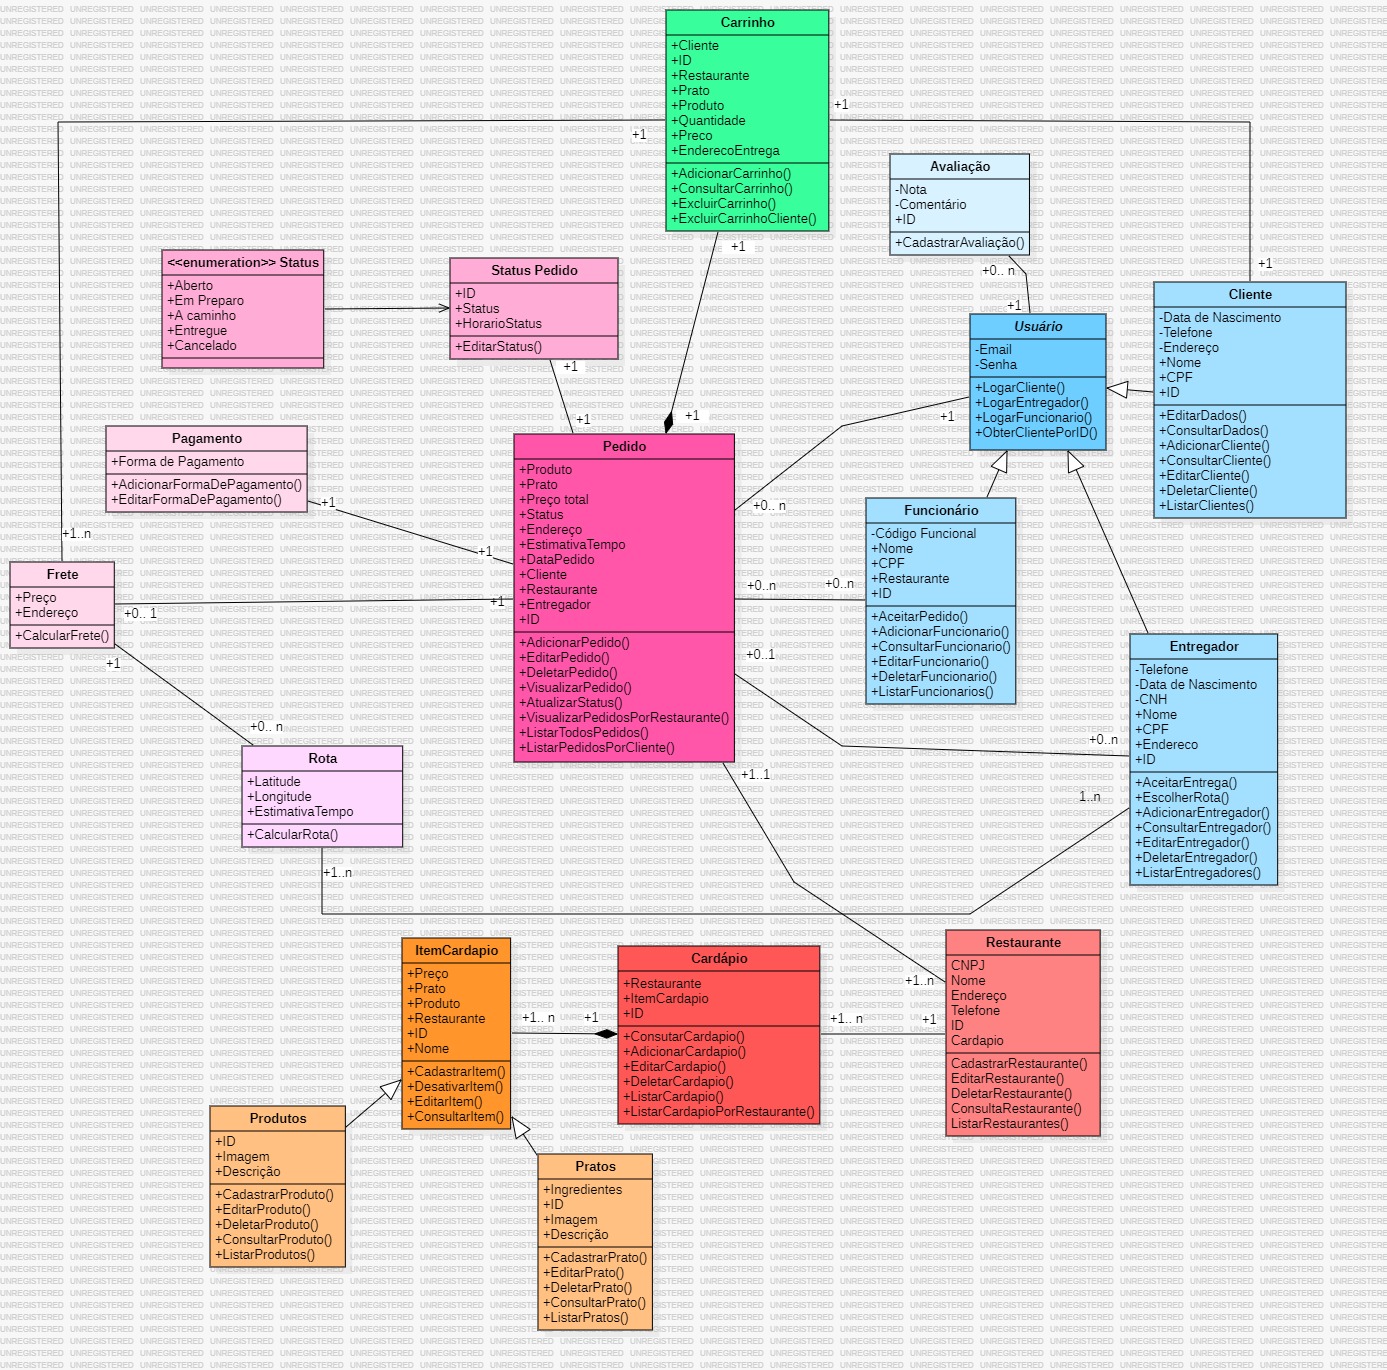 Carrinho
+Cliente
+ID
+Restaurante
+Prato
+Produto
+Quantidade
+Preco
+EnderecoEntrega
+AdicionarCarrinho()
+ConsultarCarrinho()
+ExcluirCarrinho()
+ExcluirCarrinhoCliente()
+1
+1
+1
Avaliação
-Nota
-Comentário
+ID
+CadastrarAvaliação()
+0.. n
+1
+1
<<enumeration>> Status
+Aberto
+Em Preparo
+A caminho
+Entregue
+Cancelado
Status Pedido
+ID
+Status
+HorarioStatus
+EditarStatus()
+1
+1
+1
Usuário
-Email
-Senha
+LogarCliente()
+LogarEntregador()
+LogarFuncionario()
+ObterClientePorID()
+1
+0.. n
Cliente
-Data de Nascimento
-Telefone
-Endereço
+Nome
+CPF
+ID
+EditarDados()
+ConsultarDados()
+AdicionarCliente()
+ConsultarCliente()
+EditarCliente()
+DeletarCliente()
+ListarClientes()
Pagamento
+Forma de Pagamento
+AdicionarFormaDePagamento()
+EditarFormaDePagamento()
+1
+1
+1..n
Frete
+Preço
+Endereço
+CalcularFrete()
+0.. 1
+1
+1
+0.. n
Pedido
+Produto
+Prato
+Preço total
+Status
+Endereço
+EstimativaTempo
+DataPedido
+Cliente
+Restaurante
+Entregador
+ID
+AdicionarPedido()
+EditarPedido()
+DeletarPedido()
+VisualizarPedido()
+AtualizarStatus()
+VisualizarPedidosPorRestaurante()
+ListarTodosPedidos()
+ListarPedidosPorCliente()
+0..n
+0..n
+0..1
+0..n
+1..1
Funcionário
-Código Funcional
+Nome
+CPF
+Restaurante
+ID
+AceitarPedido()
+AdicionarFuncionario()
+ConsultarFuncionario()
+EditarFuncionario()
+DeletarFuncionario()
+ListarFuncionarios()
Entregador
-Telefone
-Data de Nascimento
-CNH
+Nome
+CPF
+Endereco
+ID
+AceitarEntrega()
+EscolherRota()
+AdicionarEntregador()
+ConsultarEntregador()
+EditarEntregador()
+DeletarEntregador()
+ListarEntregadores()
1..n
Rota
+Latitude
+Longitude
+EstimativaTempo
+CalcularRota()
+1..n
ItemCardapio
+Preço
+Prato
+Produto
+Restaurante
+ID
+Nome
+CadastrarItem()
+DesativarItem()
+EditarItem()
+ConsultarItem()
+1.. n
+1
Cardápio
+Restaurante
+ItemCardapio
+ID
+ConsutarCardapio()
+AdicionarCardapio()
+EditarCardapio()
+DeletarCardapio()
+ListarCardapio()
+ListarCardapioPorRestaurante()
+1.. n
+1
+1..n
Restaurante
CNPJ
Nome
Endereço
Telefone
ID
Cardapio
CadastrarRestaurante()
EditarRestaurante()
DeletarRestaurante()
ConsultaRestaurante()
ListarRestaurantes()
Produtos
+ID
+Imagem
+Descrição
+CadastrarProduto()
+EditarProduto()
+DeletarProduto()
+ConsultarProduto()
+ListarProdutos()
Pratos
+Ingredientes
+ID
+Imagem
+Descrição
+CadastrarPrato()
+EditarPrato()
+DeletarPrato()
+ConsultarPrato()
+ListarPratos()
UNREGISTERED